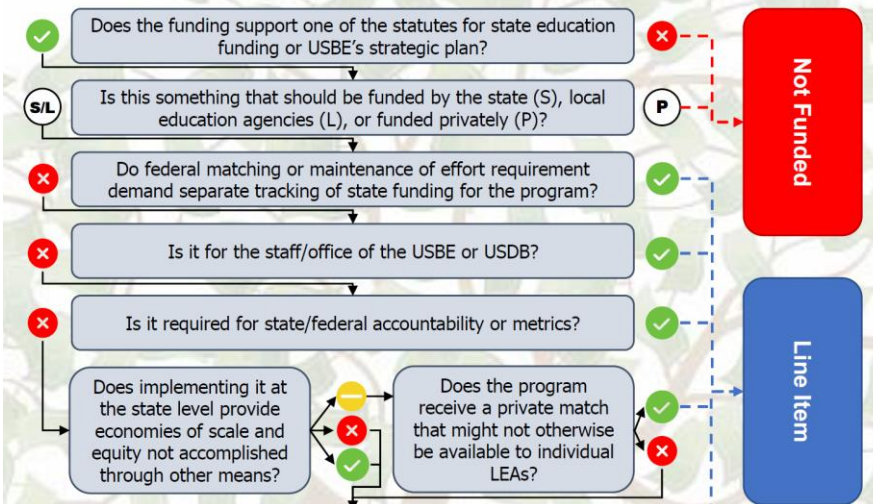 Does the funding support one of the statutes for state education
funding or USBE's strategic plan?
Not Funded
S/L
Is this something that should be funded by the state (S), local
education agencies (L), or funded privately (P)?
P
Do federal matching or maintenance of effort requirement
demand separate tracking of state funding for the program?
Is it for the staff/office of the USBE or USDB?
Is it required for state/federal accountability or metrics?
Line Item
Does implementing it at
the state level provide
economies of scale and
equity not accomplished
through other means?
Does the program
receive a private match
that might not otherwise
be available to individual
LEAs?